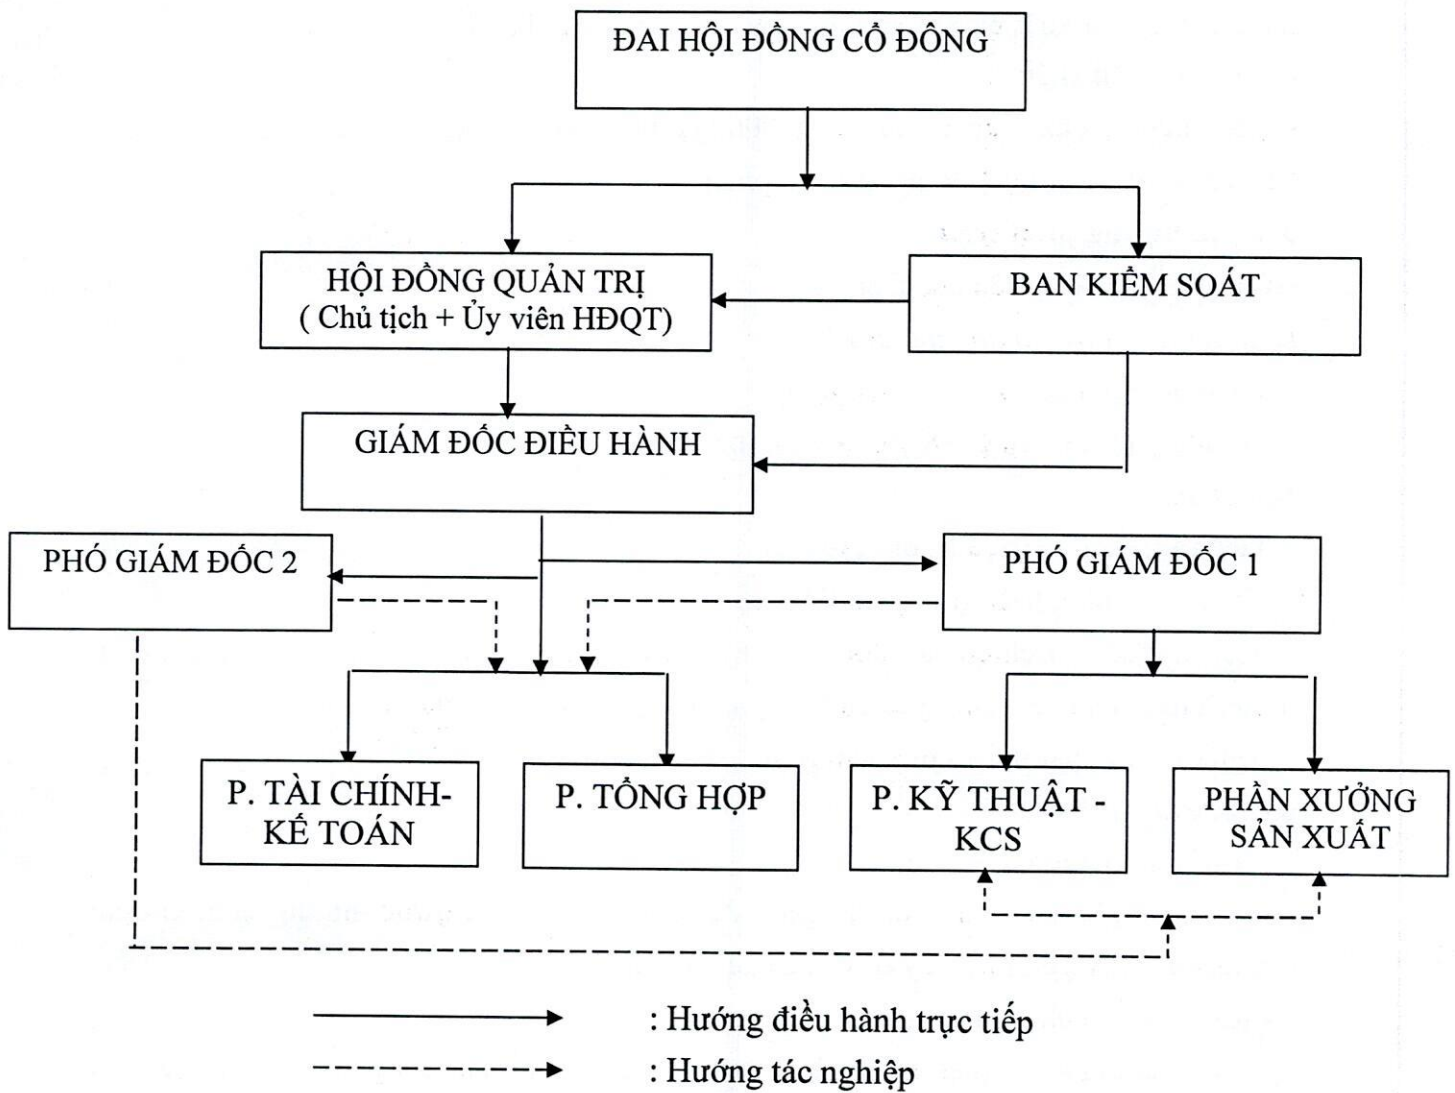 ĐAI HỘI ĐỒNG CỔ ĐÔNG
HỘI ĐỒNG QUẢN TRỊ
( Chủ tịch + Ủy viên HĐQT)
BAN KIỂM SOÁT
GIÁM ĐỐC ĐIỀU HÀNH
PHÓ GIÁM ĐỐC 2
PHÓ GIÁM ĐỐC 1
P. TÀI CHÍNH-
KẾ TOÁN
P. TỔNG HỢP
P. KỸ THUẬT -
KCS
PHẦN XƯỞNG
SẢN XUẤT
: Hướng điều hành trực tiếp
: Hướng tác nghiệp